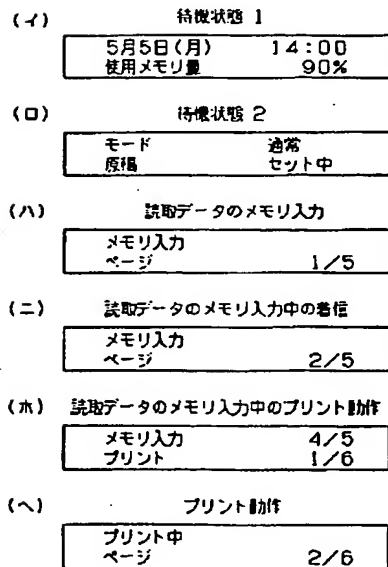 (イ) 待機状態 1
5月5日(月) 14:00
使用メモリ量 90%
(ロ) 待機状態 2
モード 通常
原稿 セット中
(ハ) 読取データのメモリ入力
メモリ入力
ページ 1/5
(ニ) 読取データのメモリ入力中の着信
メモリ入力
ページ 2/5
(ホ) 読取データのメモリ入力中のプリント動作
メモリ入力 4/5
プリント 1/6
(ヘ) プリント動作
プリント中
ページ 2/6